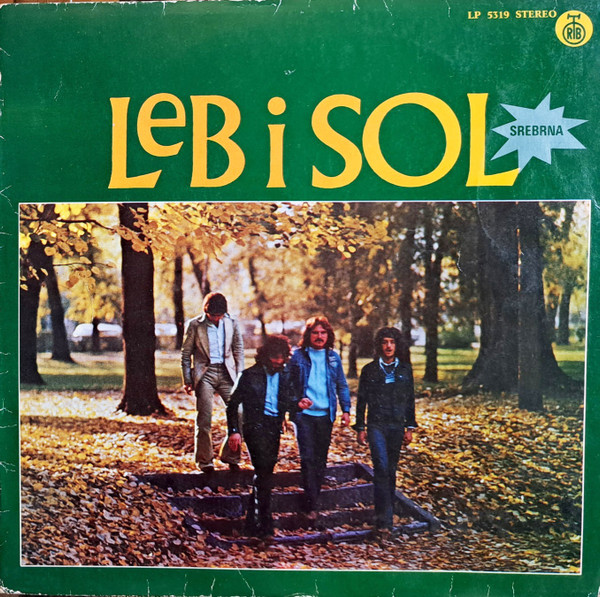 LP 5319 STEREO
RTB
LeB i SOL
SREBRNA